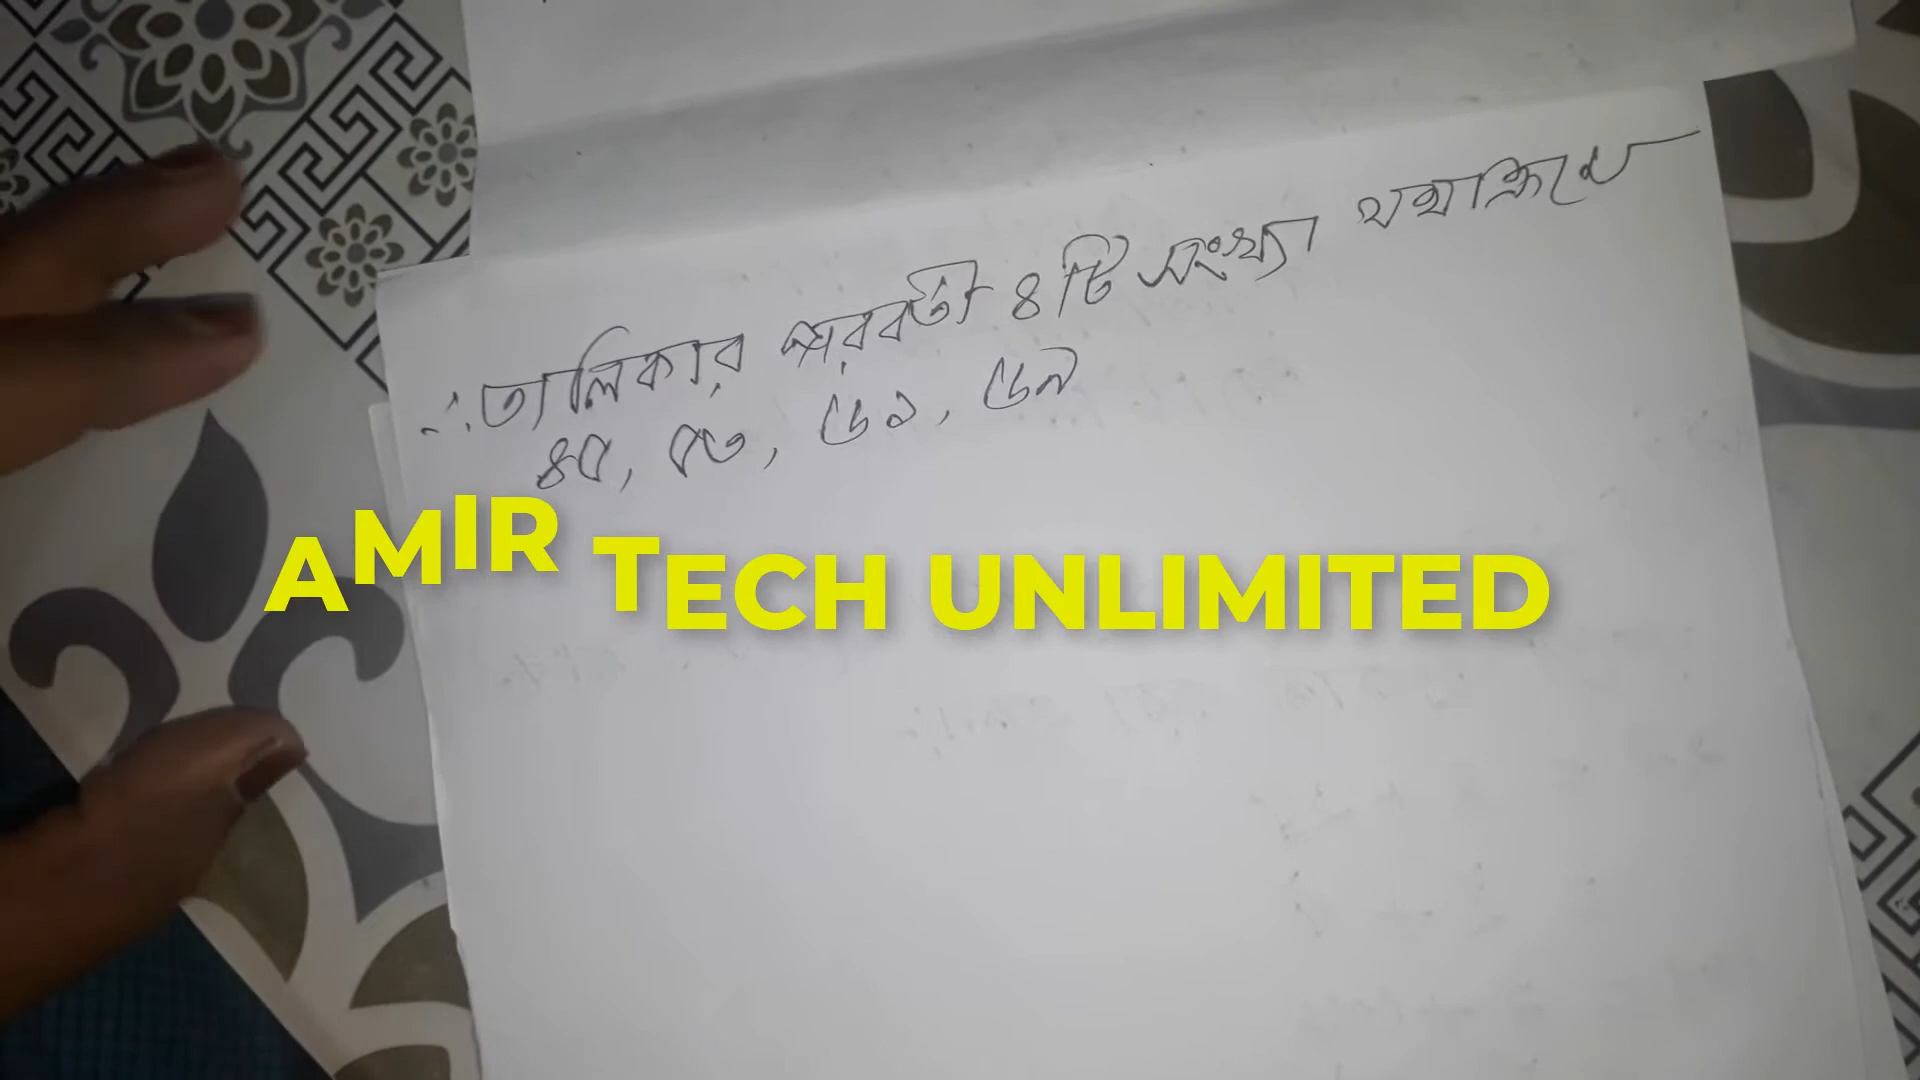 ∴ তালিকার পরবর্তী ৪টি সংখ্যা যথাক্রমে
৪৫, ৫৩, ৬১, ৬৯
AMIR TECH UNLIMITED